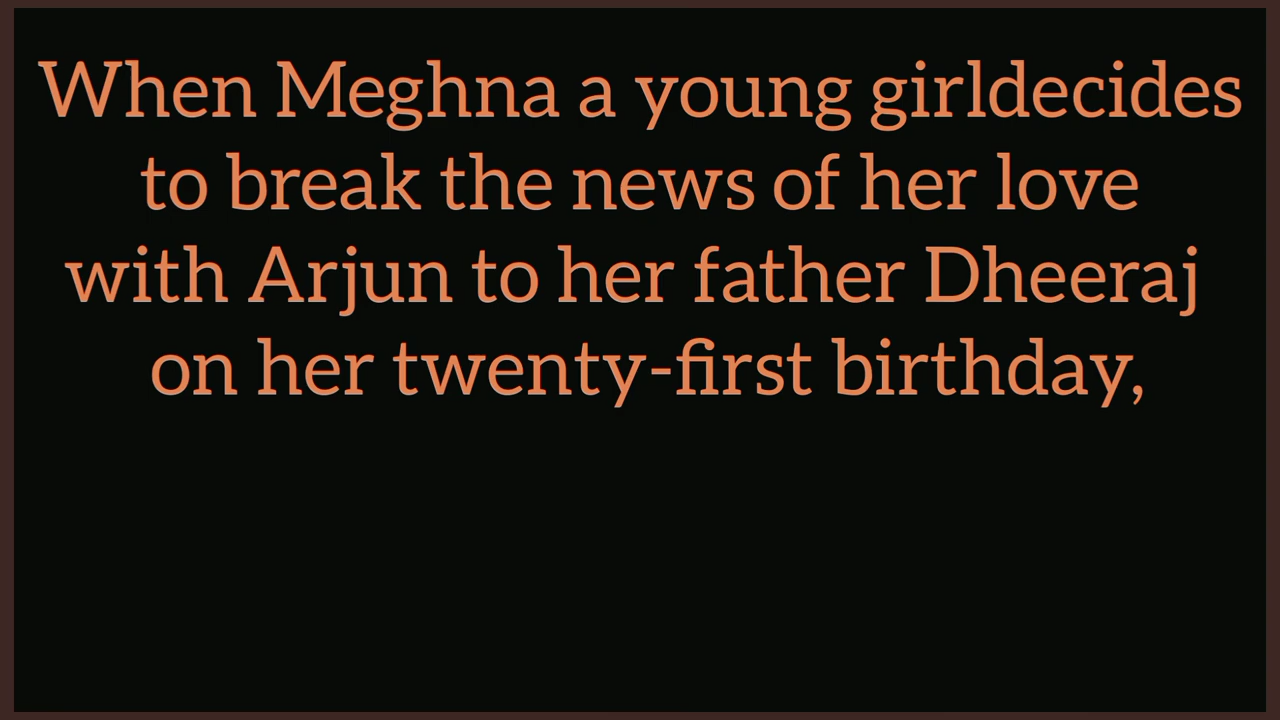 When Meghna a young girldecides
to break the news of her love
with Arjun to her father Dheeraj
on her twenty-first birthday,